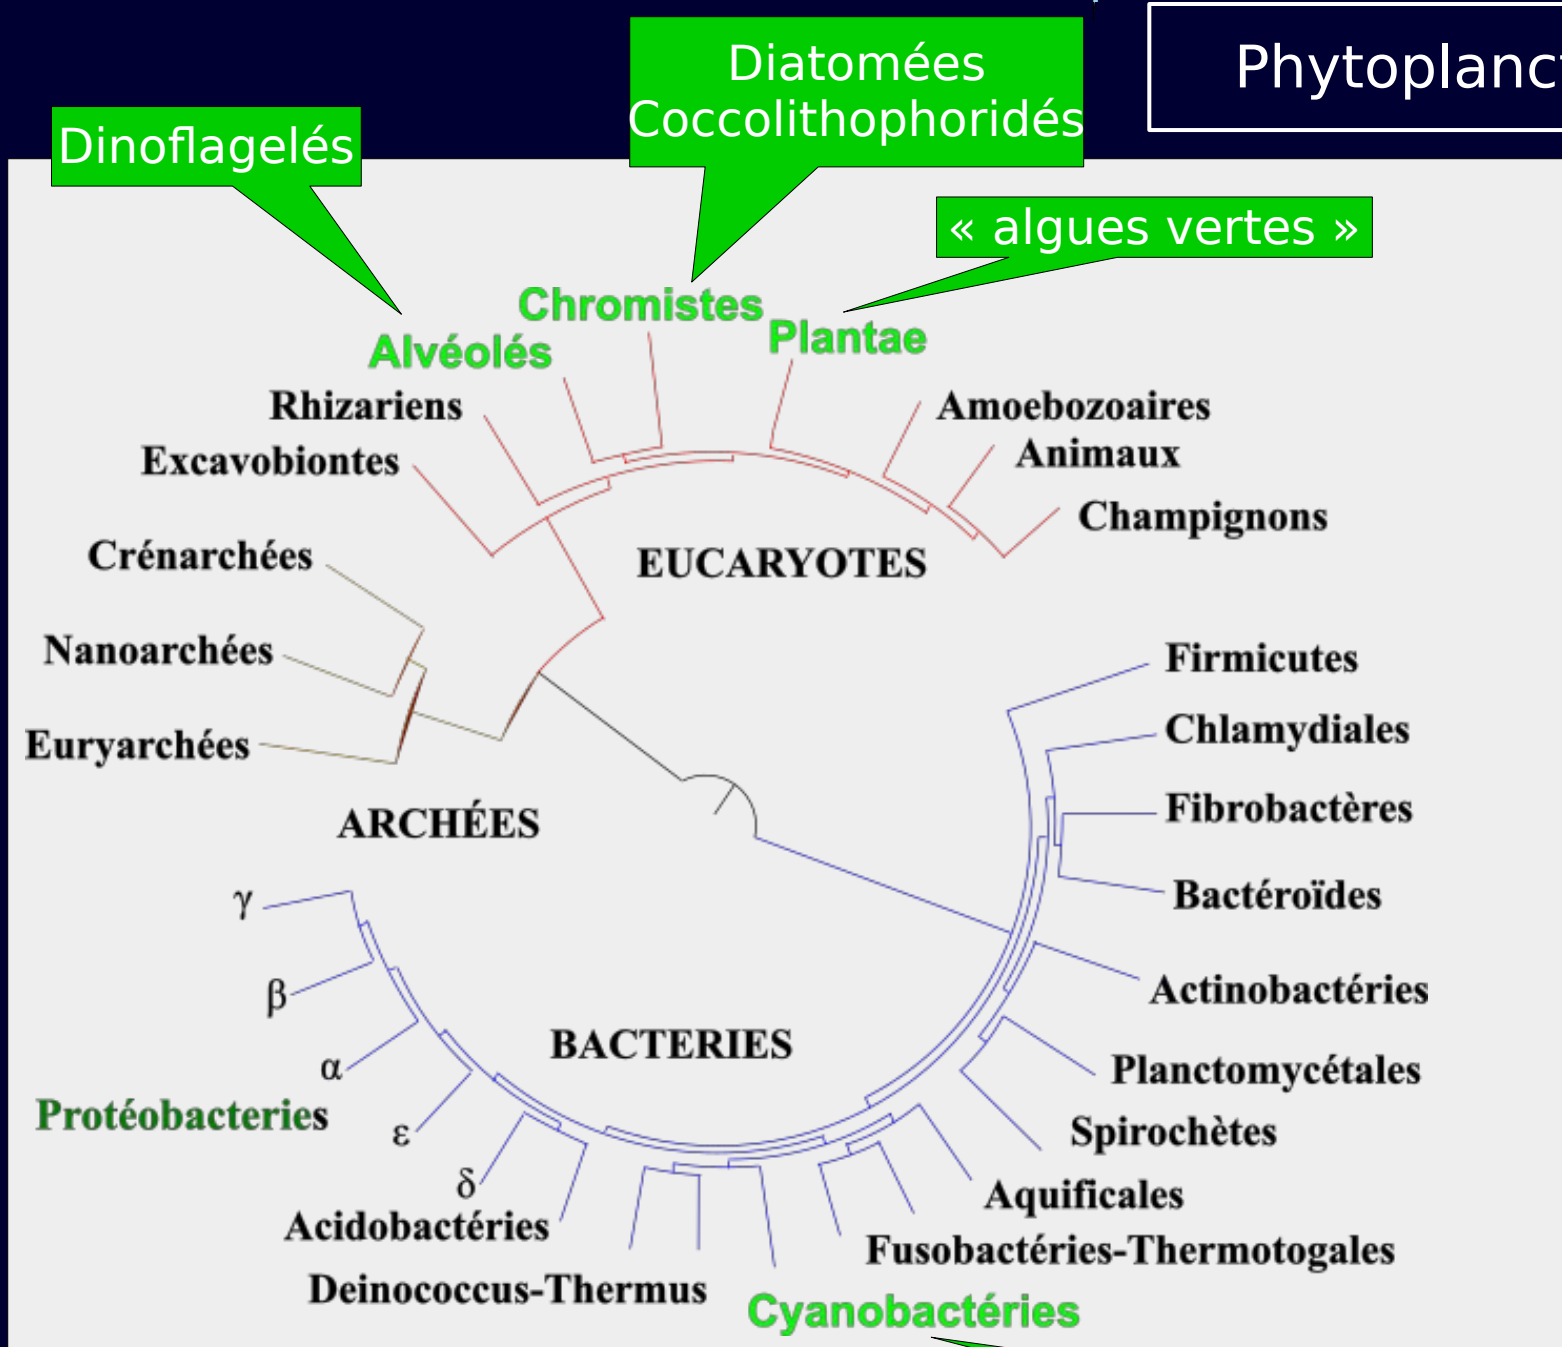 Diatomées
Coccolithophoridés
Phytoplanc
Dinoflagelés
« algues vertes »
Chromistes
Plantae
Alvéolés
Rhizariens
Amoebozoaires
Excavobiontes
Animaux
Champignons
Crénarchées
EUCARYOTES
Nanoarchées
Firmicutes
Euryarchées
Chlamydiales
ARCHÉES
Fibrobactères
γ
Bactéroïdes
β
Actinobactéries
BACTERIES
α
Planctomycétales
Protéobacteries
ε
Spirochètes
δ
Aquificales
Acidobactéries
Fusobactéries-Thermotogales
Deinococcus-Thermus
Cyanobactéries